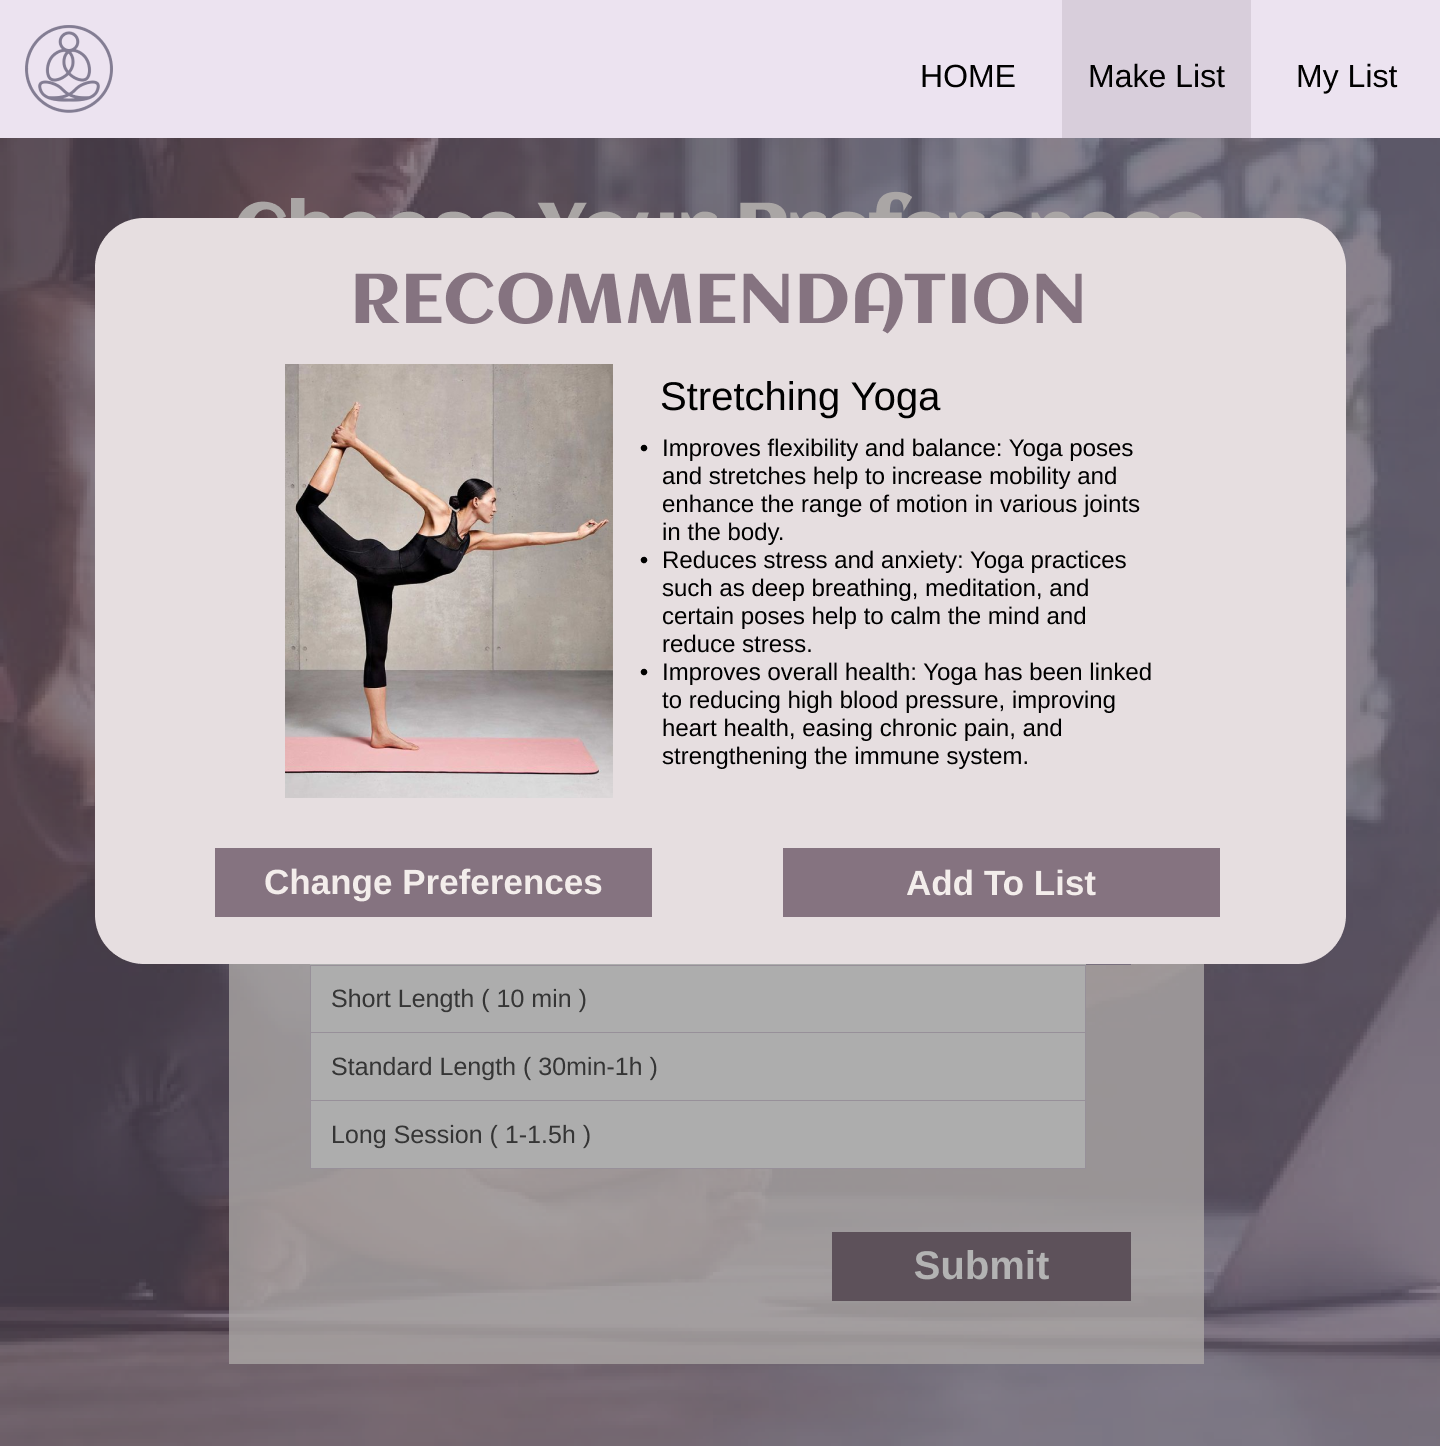 HOME
Make List
My List
Choose Your Preferences
RECOMMENDATION
Stretching Yoga
• Improves flexibility and balance: Yoga poses
and stretches help to increase mobility and
enhance the range of motion in various joints
in the body.
• Reduces stress and anxiety: Yoga practices
such as deep breathing, meditation, and
certain poses help to calm the mind and
reduce stress.
• Improves overall health: Yoga has been linked
to reducing high blood pressure, improving
heart health, easing chronic pain, and
strengthening the immune system.
Change Preferences
Add To List
Short Length ( 10 min )
Standard Length ( 30min-1h )
Long Session ( 1-1.5h )
Submit